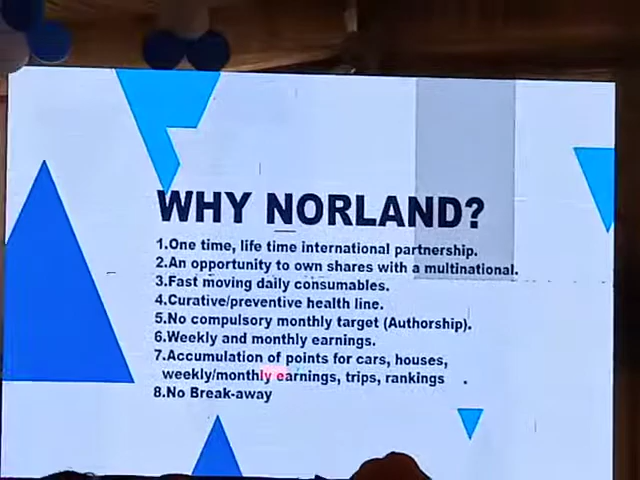 WHY NORLAND?
1.One time, life time international partnership.
2.An opportunity to own shares with a multinational.
3.Fast moving daily consumables.
4.Curative/preventive health line.
5.No compulsory monthly target (Authorship).
6.Weekly and monthly earnings.
7.Accumulation of points for cars, houses,
weekly/monthly earnings, trips, rankings .
8.No Break-away